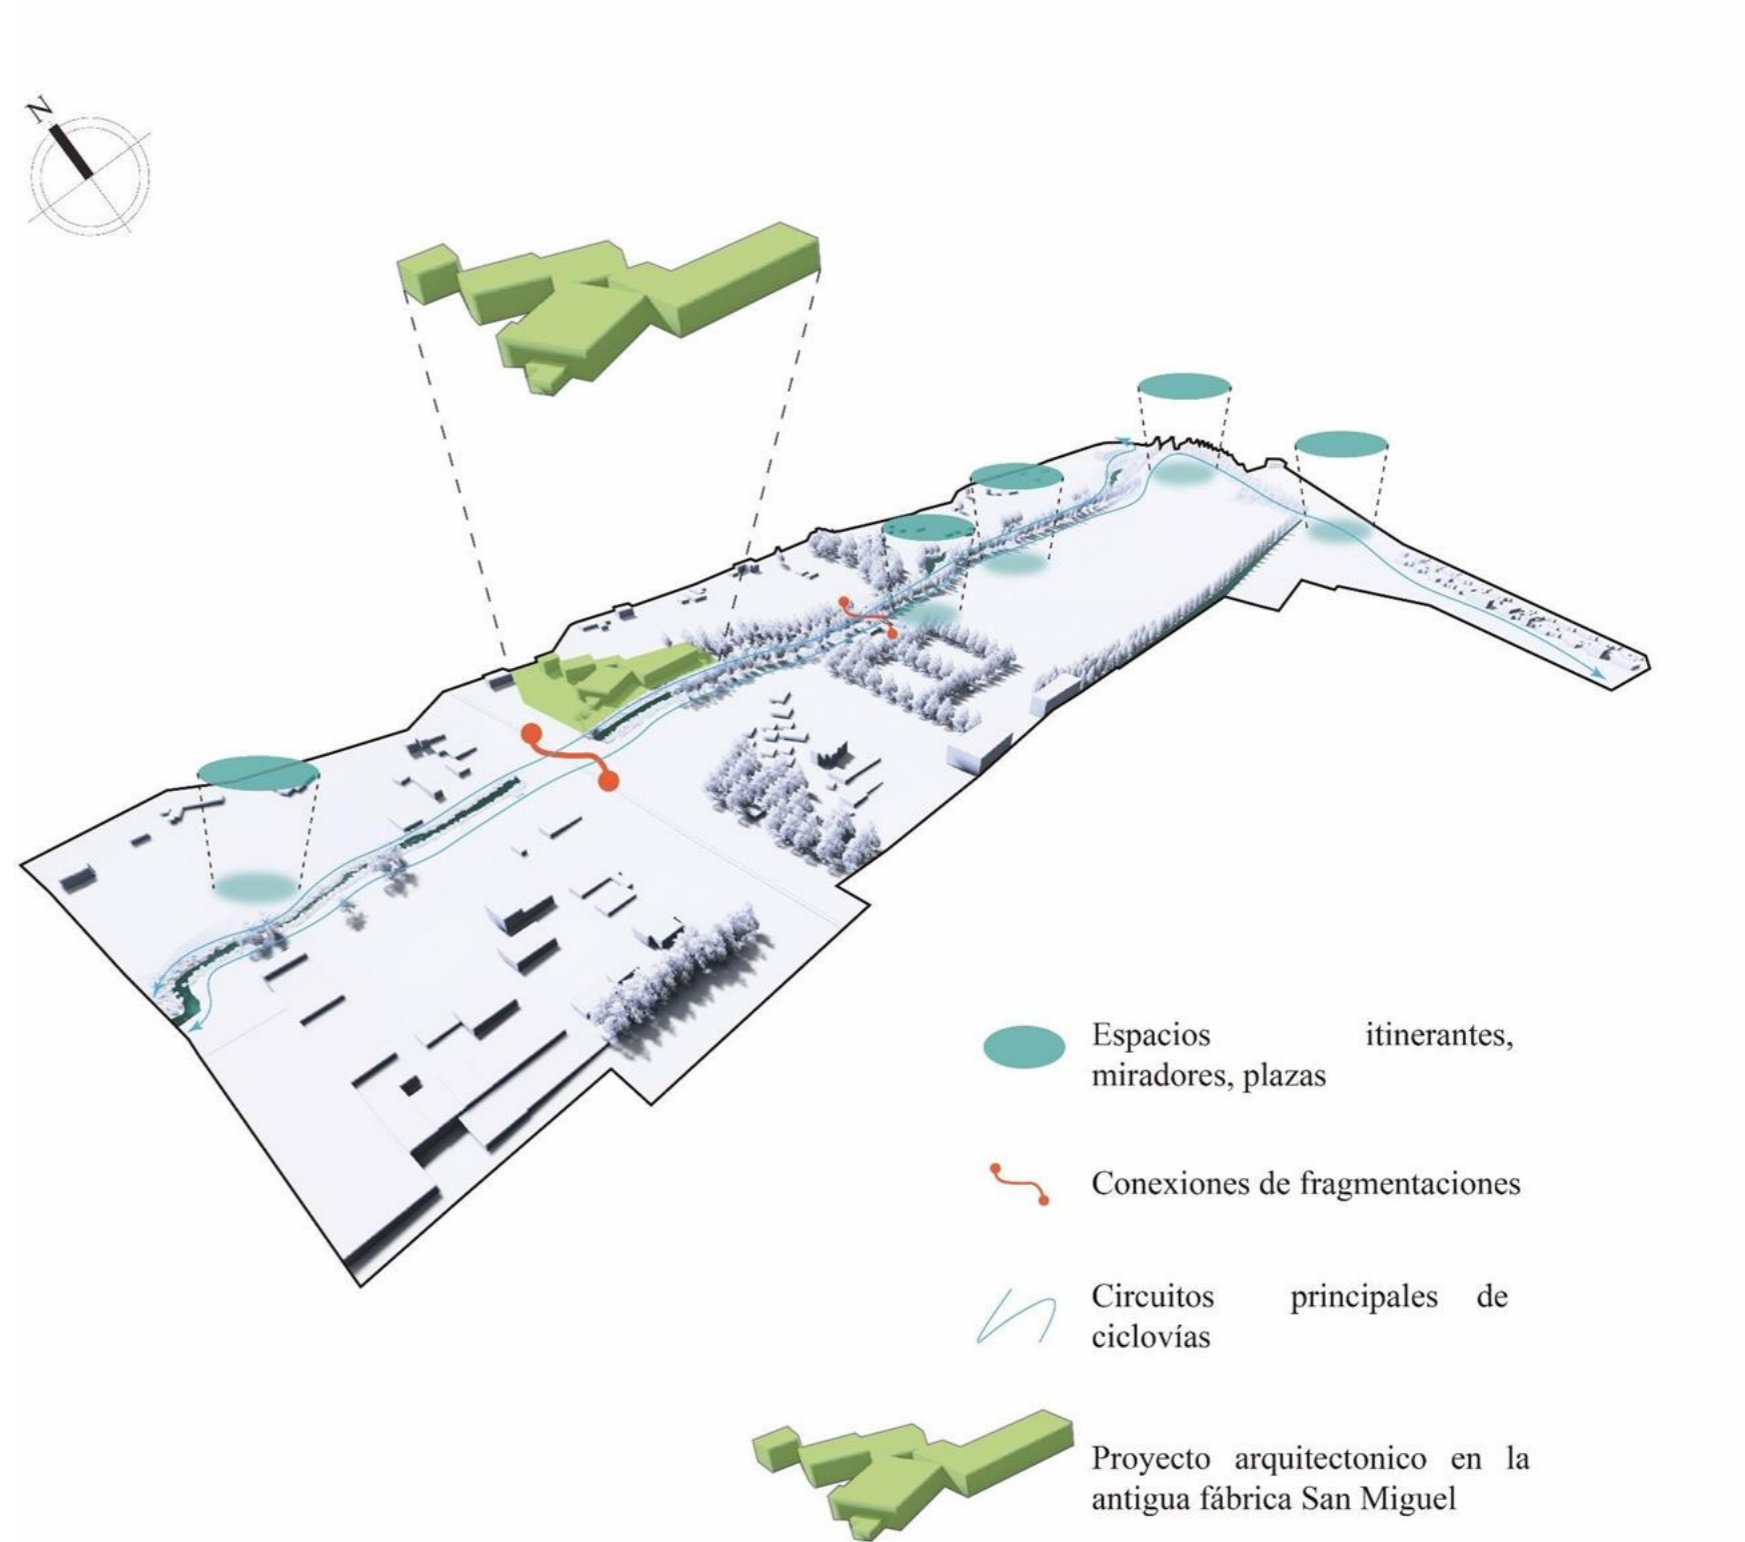 N
Espacios itinerantes,
miradores, plazas
Conexiones de fragmentaciones
Circuitos principales de
ciclovías
Proyecto arquitectonico en la
antigua fábrica San Miguel